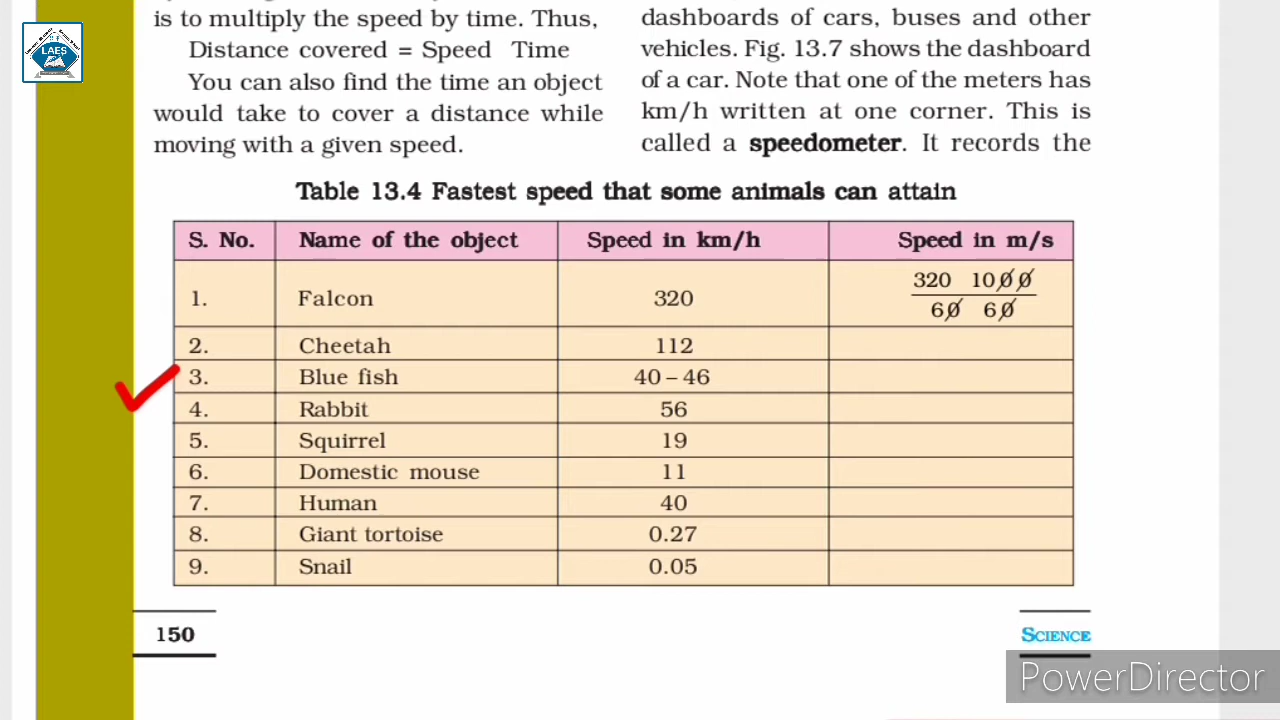 LAES
is to multiply the speed by time. Thus,
Distance covered = Speed Time
You can also find the time an object
would take to cover a distance while
moving with a given speed.
dashboards of cars, buses and other
vehicles. Fig. 13.7 shows the dashboard
of a car. Note that one of the meters has
km/h written at one corner. This is
called a speedometer. It records the
Table 13.4 Fastest speed that some animals can attain
S. No. Name of the object Speed in km/h Speed in m/s
1. Falcon 320 320 1000
60 60
2. Cheetah 112
3. Blue fish 40 – 46
4. Rabbit 56
5. Squirrel 19
6. Domestic mouse 11
7. Human 40
8. Giant tortoise 0.27
9. Snail 0.05
150
SCIENCE
PowerDirector